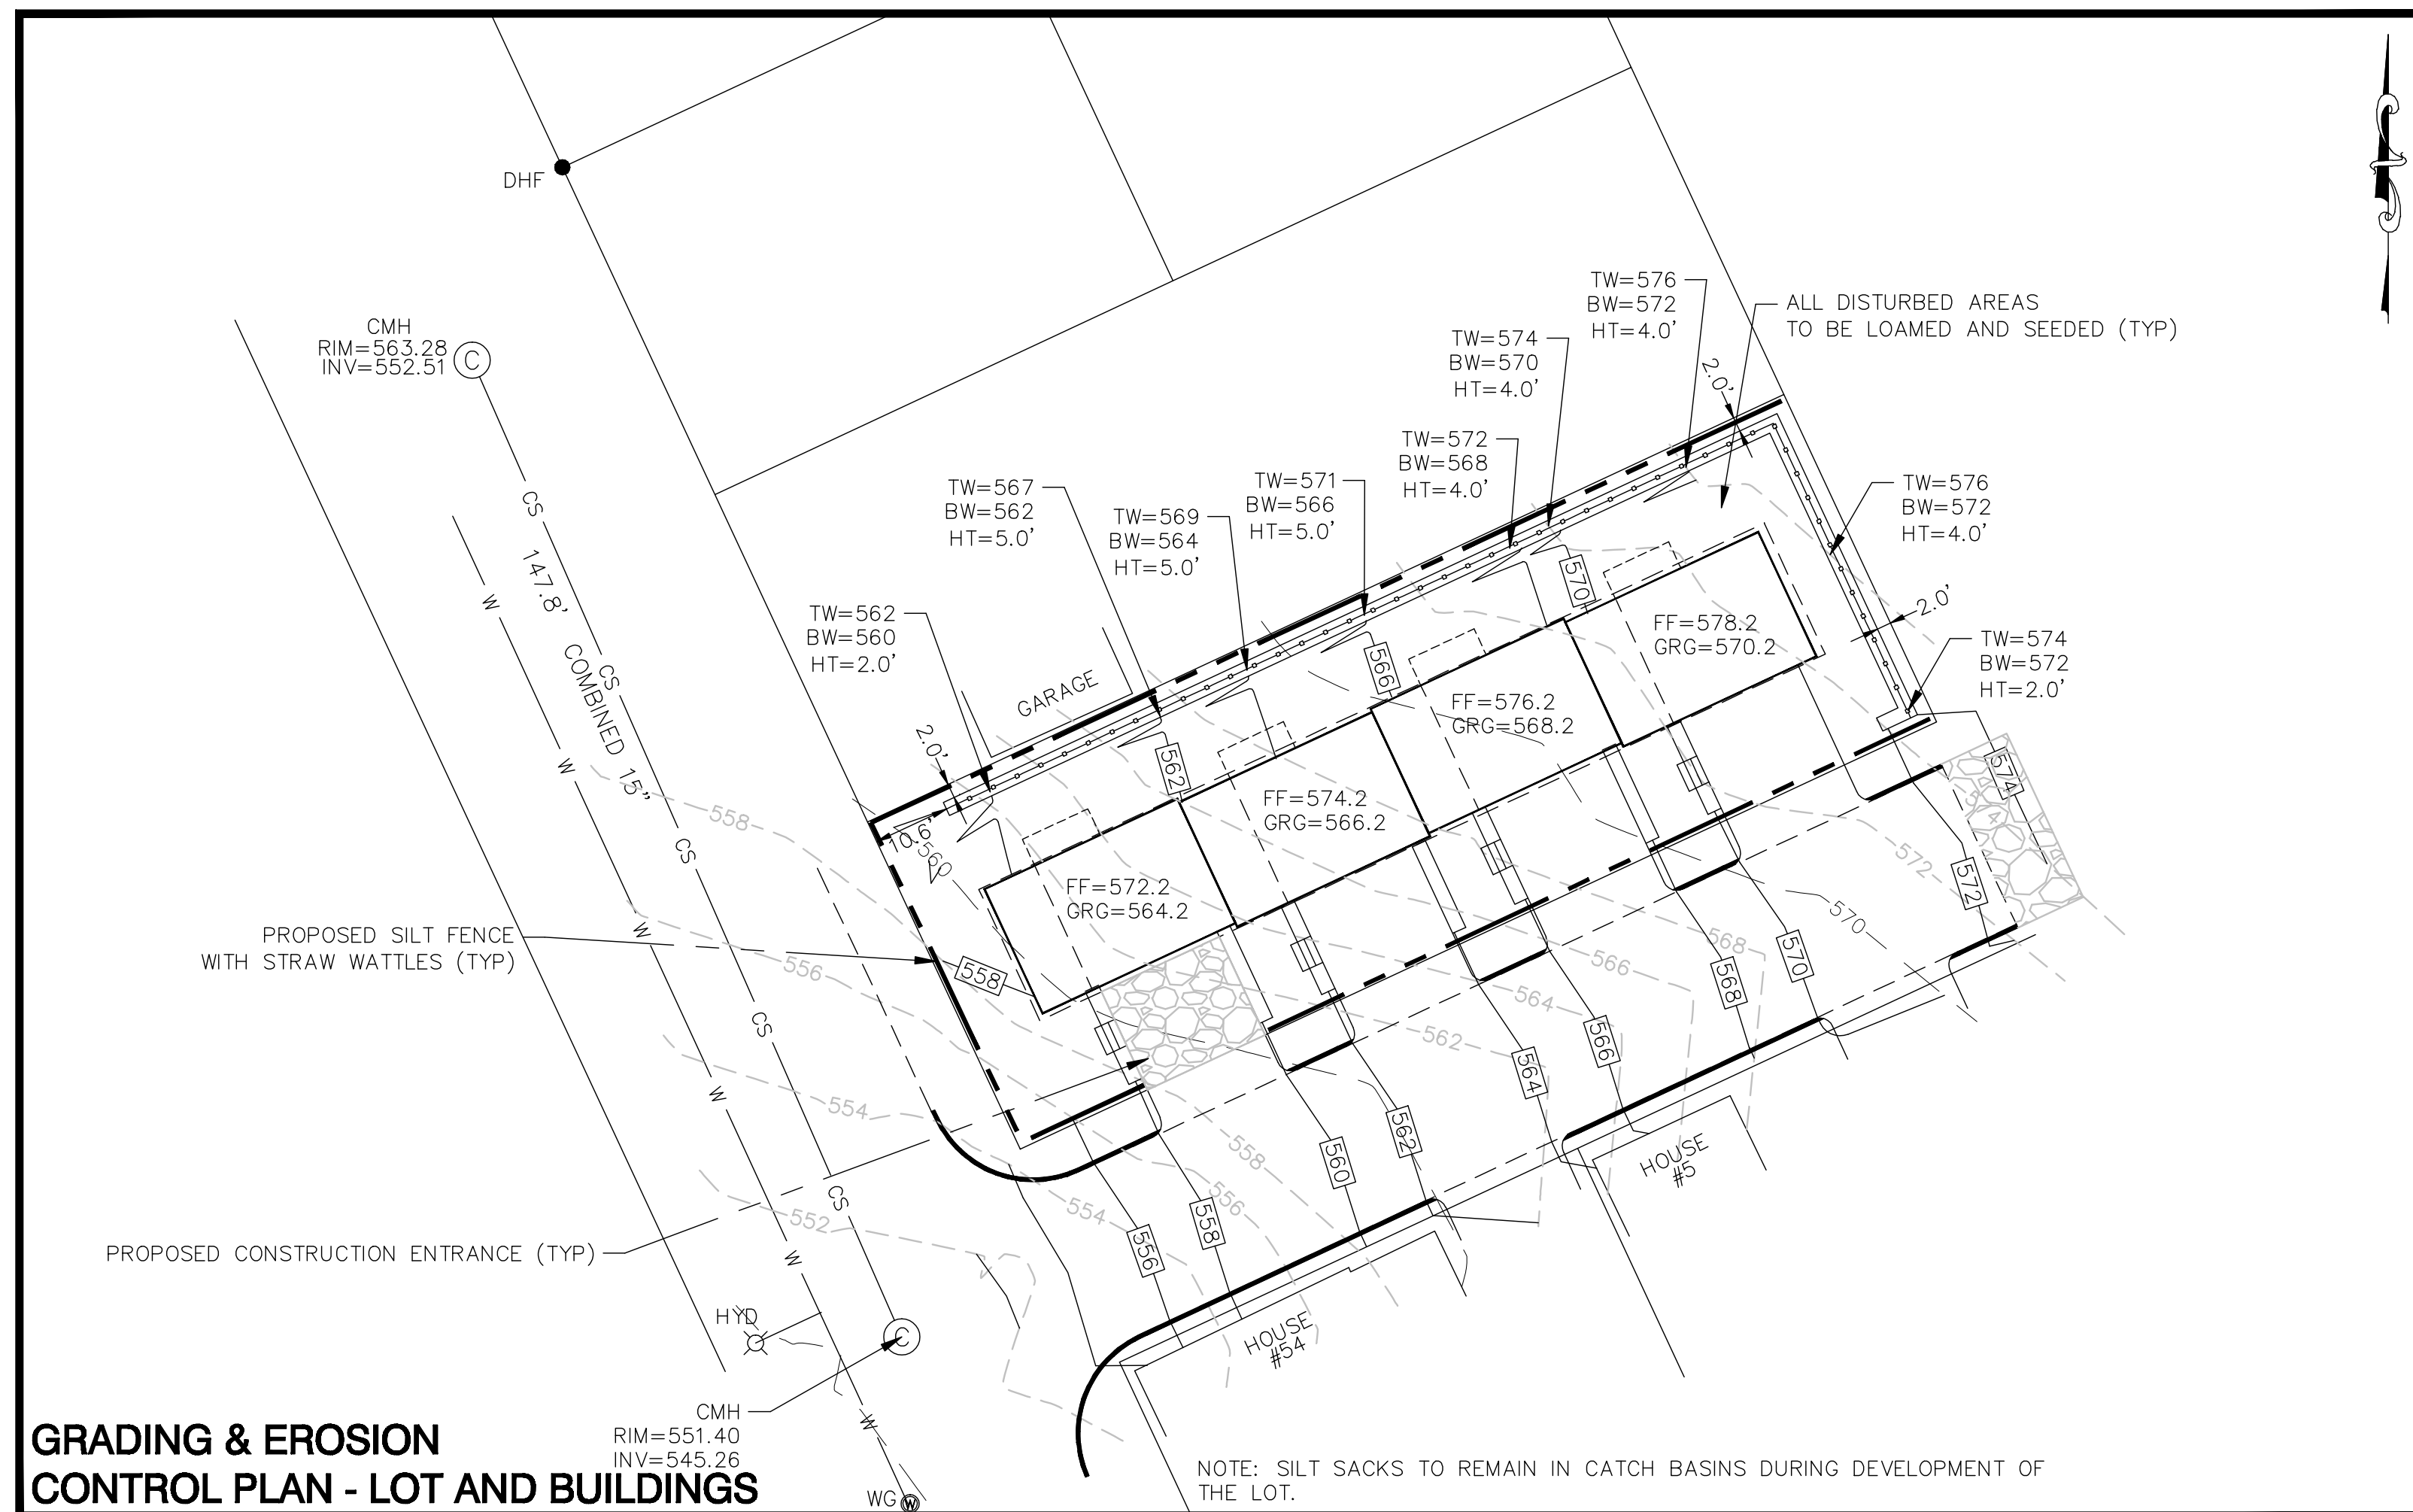 DHF
CMH
RIM=563.28
INV=552.51
C
TW=576
BW=572
HT=4.0'
ALL DISTURBED AREAS
TO BE LOAMED AND SEEDED (TYP)
TW=574
BW=570
HT=4.0'
2.0'
TW=572
BW=568
HT=4.0'
TW=571
BW=566
HT=5.0'
TW=567
BW=562
HT=5.0'
TW=569
BW=564
HT=5.0'
TW=576
BW=572
HT=4.0'
2.0'
TW=574
BW=572
HT=2.0'
TW=562
BW=560
HT=2.0'
GARAGE
2.0'
10.6'
560
CS
147.8'
COMBINED 15"
CS
CS
CS
CS
W
W
W
W
W
W
FF=578.2
GRG=570.2
FF=576.2
GRG=568.2
FF=574.2
GRG=566.2
FF=572.2
GRG=564.2
570
566
562
558
574
574
572
572
570
570
568
568
566
566
564
564
562
562
560
558
558
556
556
558
556
554
554
552
PROPOSED SILT FENCE
WITH STRAW WATTLES (TYP)
PROPOSED CONSTRUCTION ENTRANCE (TYP)
HOUSE
#5
HOUSE
#54
HYD
C
CMH
RIM=551.40
INV=545.26
WG
W
GRADING & EROSION
CONTROL PLAN - LOT AND BUILDINGS
NOTE: SILT SACKS TO REMAIN IN CATCH BASINS DURING DEVELOPMENT OF
THE LOT.